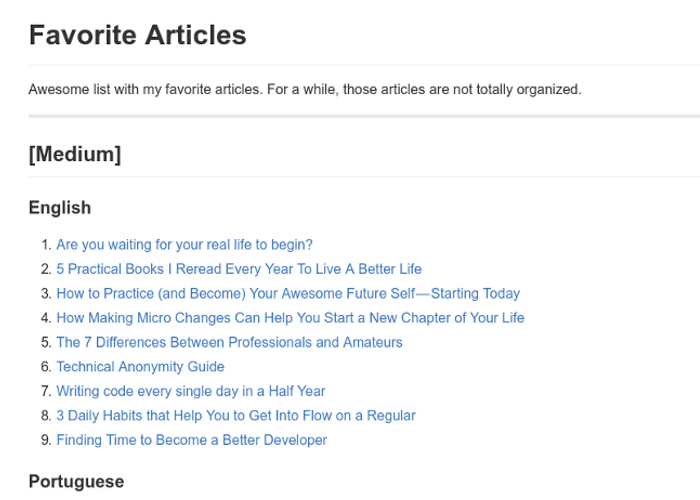 Favorite Articles
Awesome list with my favorite articles. For a while, those articles are not totally organized.
[Medium]
English
1. Are you waiting for your real life to begin?
2. 5 Practical Books I Reread Every Year To Live A Better Life
3. How to Practice (and Become) Your Awesome Future Self—Starting Today
4. How Making Micro Changes Can Help You Start a New Chapter of Your Life
5. The 7 Differences Between Professionals and Amateurs
6. Technical Anonymity Guide
7. Writing code every single day in a Half Year
8. 3 Daily Habits that Help You to Get Into Flow on a Regular
9. Finding Time to Become a Better Developer
Portuguese